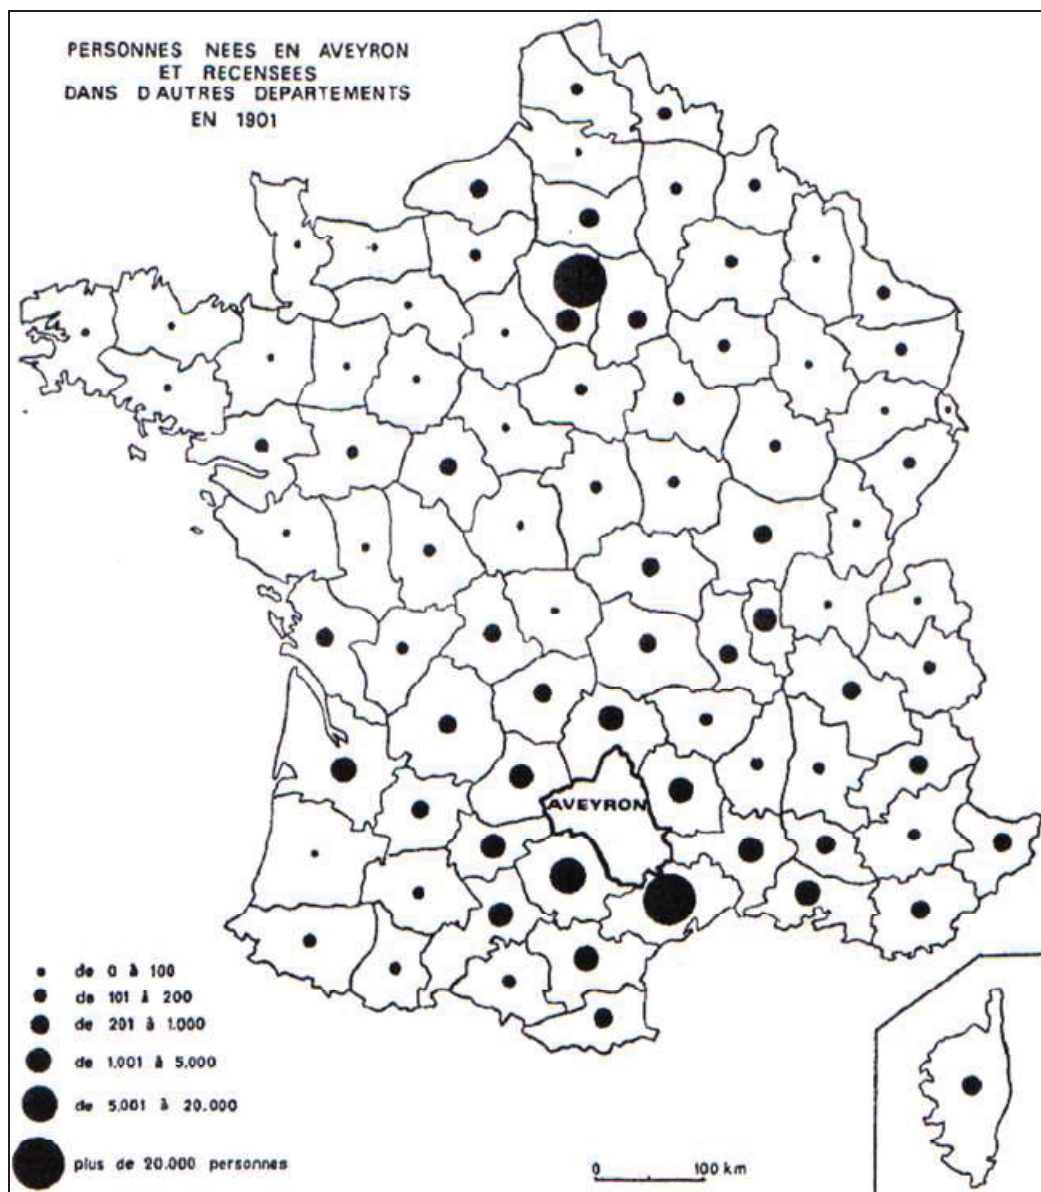 PERSONNES NEES EN AVEYRON
ET RECENSEES
DANS D'AUTRES DEPARTEMENTS
EN 1901
AVEYRON
de 0 à 100
de 101 à 200
de 201 à 1.000
de 1.001 à 5.000
de 5.001 à 20.000
plus de 20.000 personnes
0 100 km